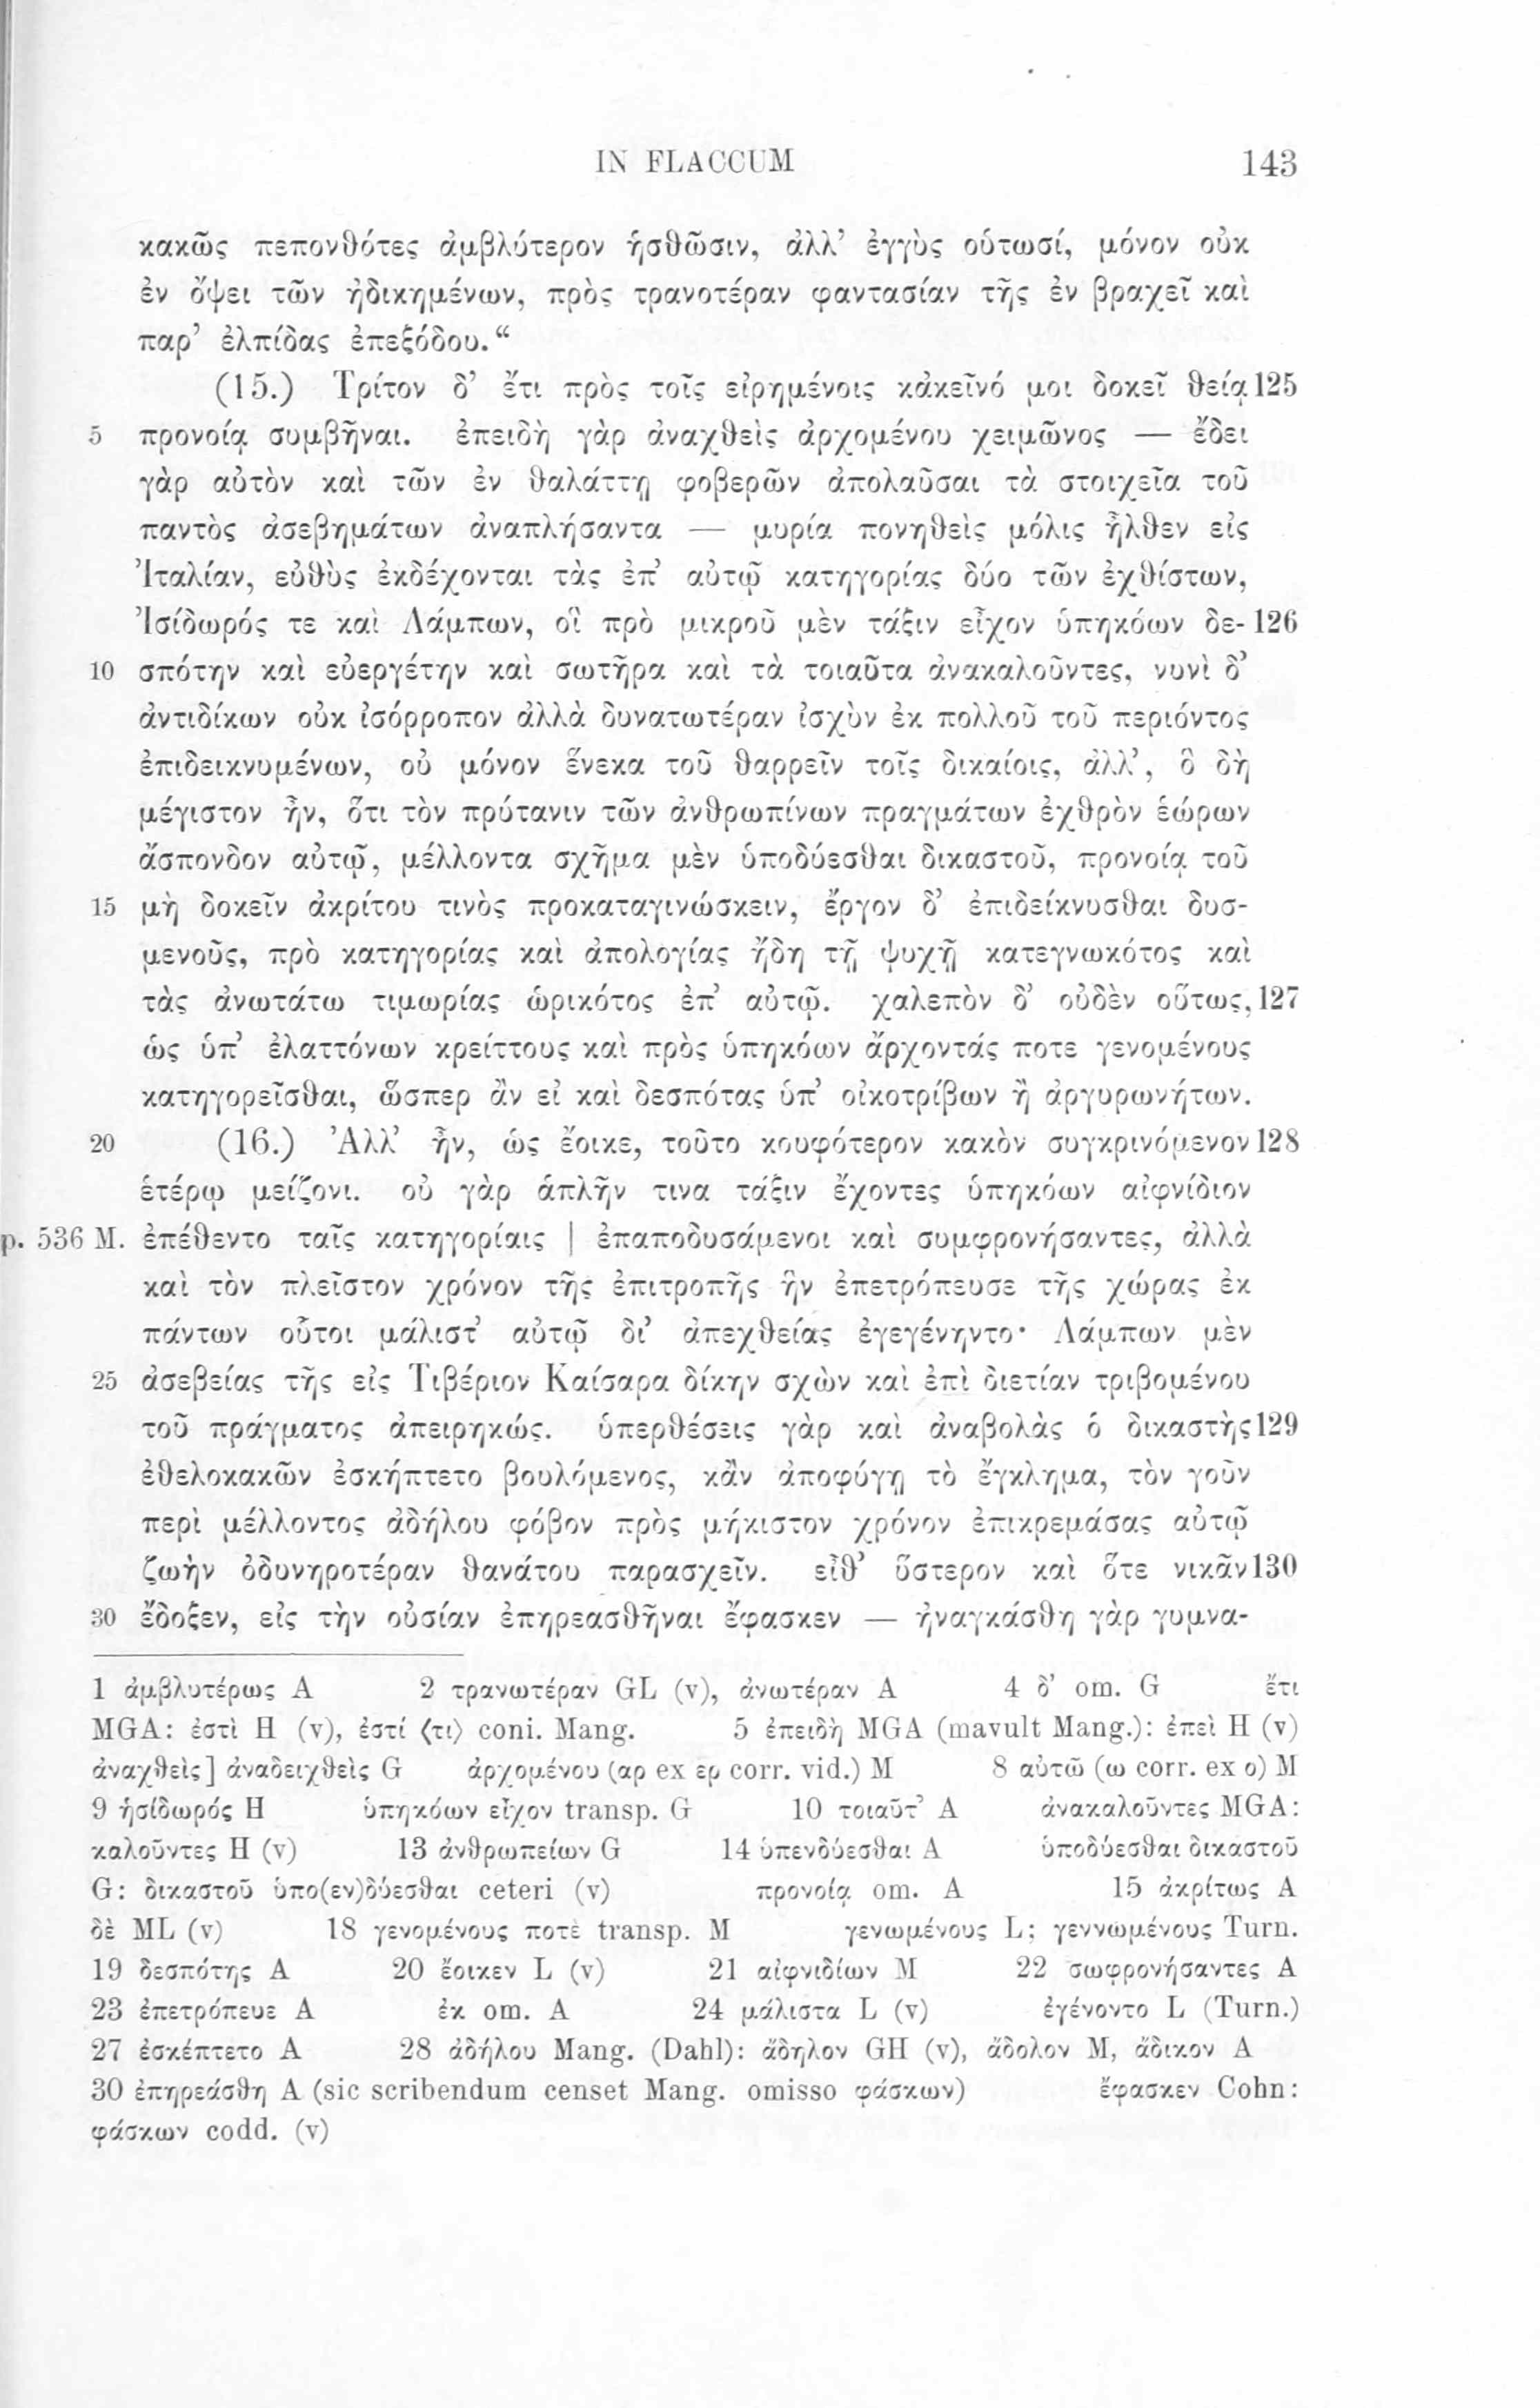 IN FLACCUM 143
κακῶς πεπονθότες ἀμβλύτερον ἡσθῶσιν, ἀλλ’ ἐγγὺς οὑτωσί, μόνον οὐκ
ἐν ὄψει τῶν ἠδικημένων, πρὸς τρανοτέραν φαντασίαν τῆς ἐν βραχεῖ καὶ
παρ’ ἐλπίδας ἐπεξόδου.“
(15.) Τρίτον δ’ ἔτι πρὸς τοῖς εἰρημένοις κἀκεῖνό μοι δοκεῖ θείᾳ 125
5 προνοίᾳ συμβῆναι. ἐπειδὴ γὰρ ἀναχθεὶς ἀρχομένου χειμῶνος — ἔδει
γὰρ αὐτὸν καὶ τῶν ἐν θαλάττῃ φοβερῶν ἀπολαῦσαι τὰ στοιχεῖα τοῦ
παντὸς ἀσεβημάτων ἀναπλήσαντα — μυρία πονηθεὶς μόλις ἦλθεν εἰς
Ἰταλίαν, εὐθὺς ἐκδέχονται τὰς ἐπ’ αὐτῷ κατηγορίας δύο τῶν ἐχθίστων,
Ἰσίδωρός τε καὶ Λάμπων, οἳ πρὸ μικροῦ μὲν τάξιν εἶχον ὑπηκόων δε- 126
10 σπότην καὶ εὐεργέτην καὶ σωτῆρα καὶ τὰ τοιαῦτα ἀνακαλοῦντες, νυνὶ δ’
ἀντιδίκων οὐκ ἰσόρροπον ἀλλὰ δυνατωτέραν ἰσχὺν ἐκ πολλοῦ τοῦ περιόντος
ἐπιδεικνυμένων, οὐ μόνον ἕνεκα τοῦ θαρρεῖν τοῖς δικαίοις, ἀλλ’, ὃ δὴ
μέγιστον ἦν, ὅτι τὸν πρύτανιν τῶν ἀνθρωπίνων πραγμάτων ἐχθρὸν ἑώρων
ἄσπονδον αὐτῷ, μέλλοντα σχῆμα μὲν ὑποδύεσθαι δικαστοῦ, προνοίᾳ τοῦ
15 μὴ δοκεῖν ἀκρίτου τινὸς προκαταγινώσκειν, ἔργον δ’ ἐπιδείκνυσθαι δυσ-
μενοῦς, πρὸ κατηγορίας καὶ ἀπολογίας ἤδη τῇ ψυχῇ κατεγνωκότος καὶ
τὰς ἀνωτάτω τιμωρίας ὡρικότος ἐπ’ αὐτῷ. χαλεπὸν δ’ οὐδὲν οὕτως, 127
ὡς ὑπ’ ἐλαττόνων κρείττους καὶ πρὸς ὑπηκόων ἄρχοντάς ποτε γενομένους
κατηγορεῖσθαι, ὥσπερ ἂν εἰ καὶ δεσπότας ὑπ’ οἰκοτρίβων ἢ ἀργυρωνήτων.
20 (16.) Ἀλλ’ ἦν, ὡς ἔοικε, τοῦτο κουφότερον κακὸν συγκρινόμενον 128
ἑτέρῳ μείζονι. οὐ γὰρ ἁπλῆν τινα τάξιν ἔχοντες ὑπηκόων αἰφνίδιον
p. 536 M. ἐπέθεντο ταῖς κατηγορίαις | ἐπαποδυσάμενοι καὶ συμφρονήσαντες, ἀλλὰ
καὶ τὸν πλεῖστον χρόνον τῆς ἐπιτροπῆς ἣν ἐπετρόπευσε τῆς χώρας ἐκ
πάντων οὗτοι μάλιστ’ αὐτῷ δι’ ἀπεχθείας ἐγεγένηντο· Λάμπων μὲν
25 ἀσεβείας τῆς εἰς Τιβέριον Καίσαρα δίκην σχὼν καὶ ἐπὶ διετίαν τριβομένου
τοῦ πράγματος ἀπειρηκώς. ὑπερθέσεις γὰρ καὶ ἀναβολὰς ὁ δικαστὴς 129
ἐθελοκακῶν ἐσκήπτετο βουλόμενος, κἂν ἀποφύγῃ τὸ ἔγκλημα, τὸν γοῦν
περὶ μέλλοντος ἀδήλου φόβον πρὸς μήκιστον χρόνον ἐπικρεμάσας αὐτῷ
ζωὴν ὀδυνηροτέραν θανάτου παρασχεῖν. εἶθ’ ὕστερον καὶ ὅτε νικᾶν 130
30 ἔδοξεν, εἰς τὴν οὐσίαν ἐπηρεασθῆναι ἔφασκεν — ἠναγκάσθη γὰρ γυμνα-
1 ἀμβλυτέρως A 2 τρανωτέραν GL (v), ἀνωτέραν A 4 δ’ om. G ἔτι
MGA: ἐστὶ H (v), ἐστί ⟨τι⟩ coni. Mang. 5 ἐπειδὴ MGA (mavult Mang.): ἐπεὶ H (v)
ἀναχθεὶς] ἀναδειχθεὶς G ἀρχομένου (αρ ex ερ corr. vid.) M 8 αὐτῶ (ω corr. ex ο) M
9 ἡσίδωρός H ὑπηκόων εἶχον transp. G 10 τοιαῦτ’ A ἀνακαλοῦντες MGA:
καλοῦντες H (v) 13 ἀνθρωπείων G 14 ὑπενδύεσθαι A ὑποδύεσθαι δικαστοῦ
G: δικαστοῦ ὑπο(εν)δύεσθαι ceteri (v) προνοίᾳ om. A 15 ἀκρίτως A
δὲ ML (v) 18 γενομένους ποτὲ transp. M γενωμένους L; γεννωμένους Turn.
19 δεσπότης A 20 ἔοικεν L (v) 21 αἰφνιδίων M 22 σωφρονήσαντες A
23 ἐπετρόπευε A ἐκ om. A 24 μάλιστα L (v) ἐγένοντο L (Turn.)
27 ἐσκέπτετο A 28 ἀδήλου Mang. (Dahl): ἄδηλον GH (v), ἄδολον M, ἄδικον A
30 ἐπηρεάσθη A (sic scribendum censet Mang. omisso φάσκων) ἔφασκεν Cohn:
φάσκων codd. (v)